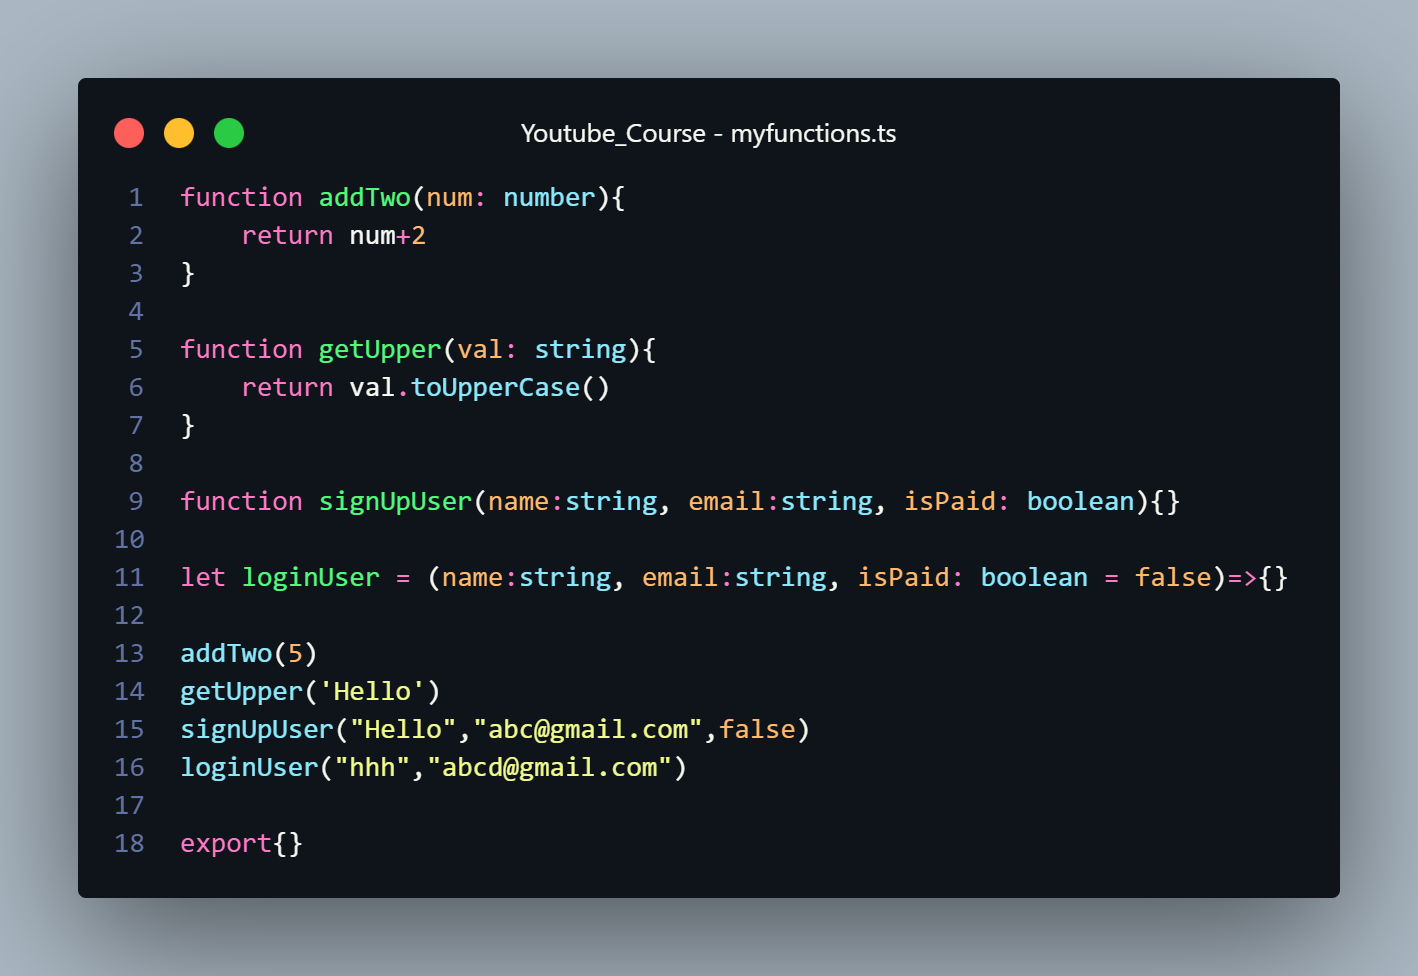 Youtube_Course - myfunctions.ts
1 function addTwo(num: number){
2     return num+2
3 }
4
5 function getUpper(val: string){
6     return val.toUpperCase()
7 }
8
9 function signUpUser(name:string, email:string, isPaid: boolean){}
10
11 let loginUser = (name:string, email:string, isPaid: boolean = false)=>{}
12
13 addTwo(5)
14 getUpper('Hello')
15 signUpUser("Hello","abc@gmail.com",false)
16 loginUser("hhh","abcd@gmail.com")
17
18 export{}